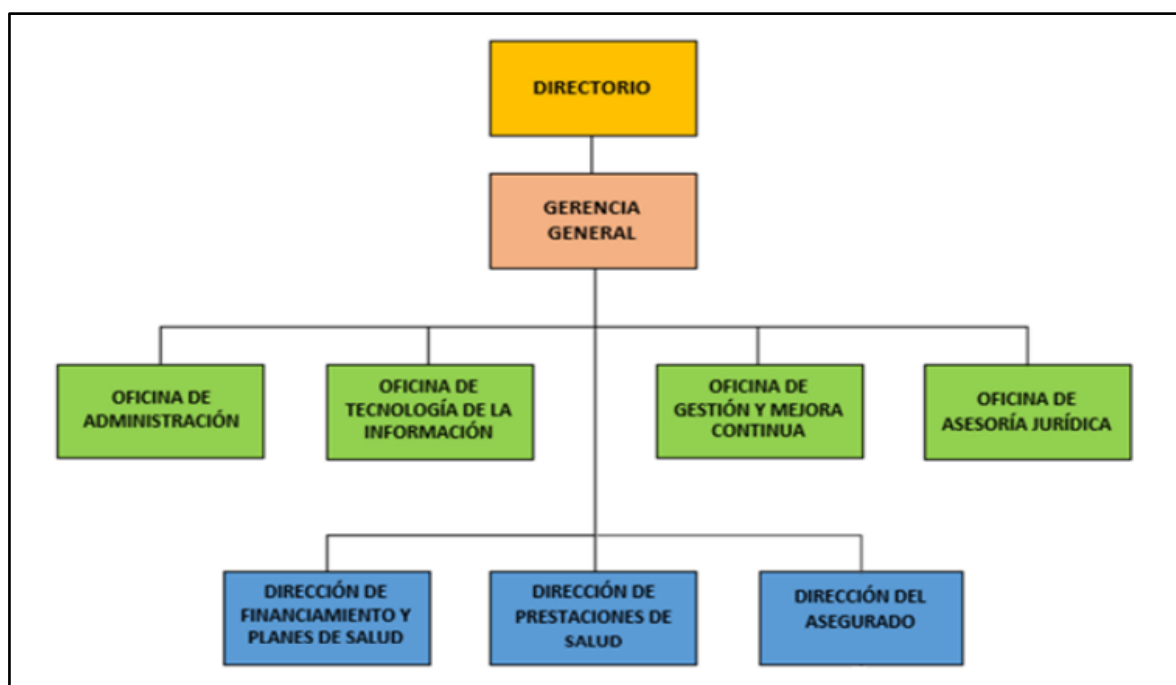 DIRECTORIO
GERENCIA
GENERAL
OFICINA DE
ADMINISTRACIÓN
OFICINA DE
TECNOLOGÍA DE LA
INFORMACIÓN
OFICINA DE
GESTIÓN Y MEJORA
CONTINUA
OFICINA DE
ASESORÍA JURÍDICA
DIRECCIÓN DE
FINANCIAMIENTO Y
PLANES DE SALUD
DIRECCIÓN DE
PRESTACIONES DE
SALUD
DIRECCIÓN DEL
ASEGURADO